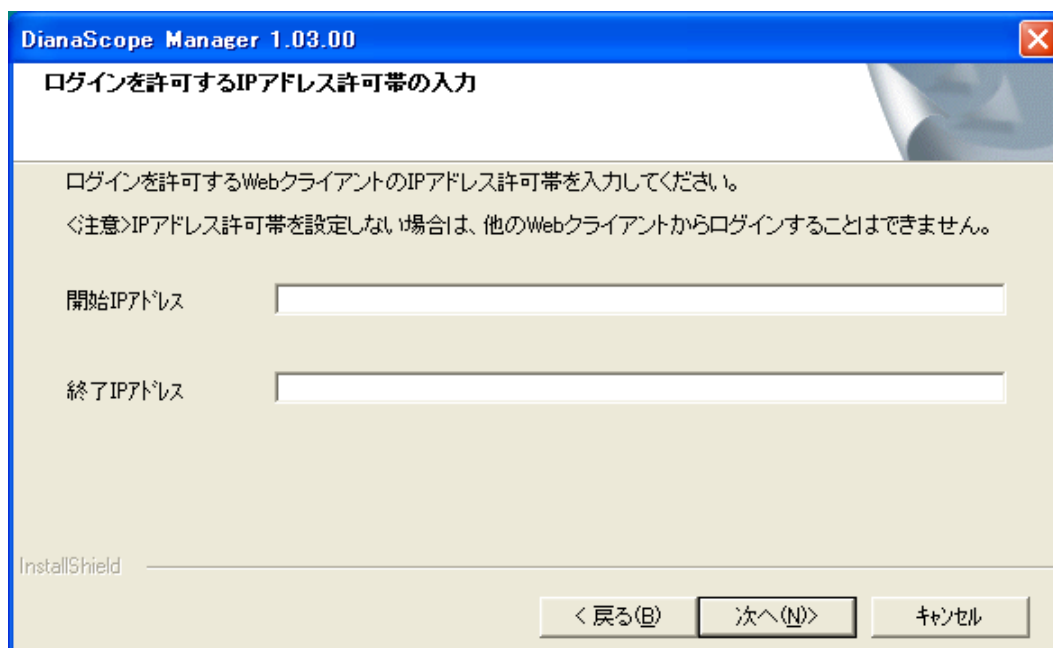 DianaScope Manager 1.03.00
ログインを許可するIPアドレス許可帯の入力
ログインを許可するWebクライアントのIPアドレス許可帯を入力してください。
<注意>IPアドレス許可帯を設定しない場合は、他のWebクライアントからログインすることはできません。
開始IPアドレス
終了IPアドレス
InstallShield
< 戻る(B)
次へ(N)>
キャンセル